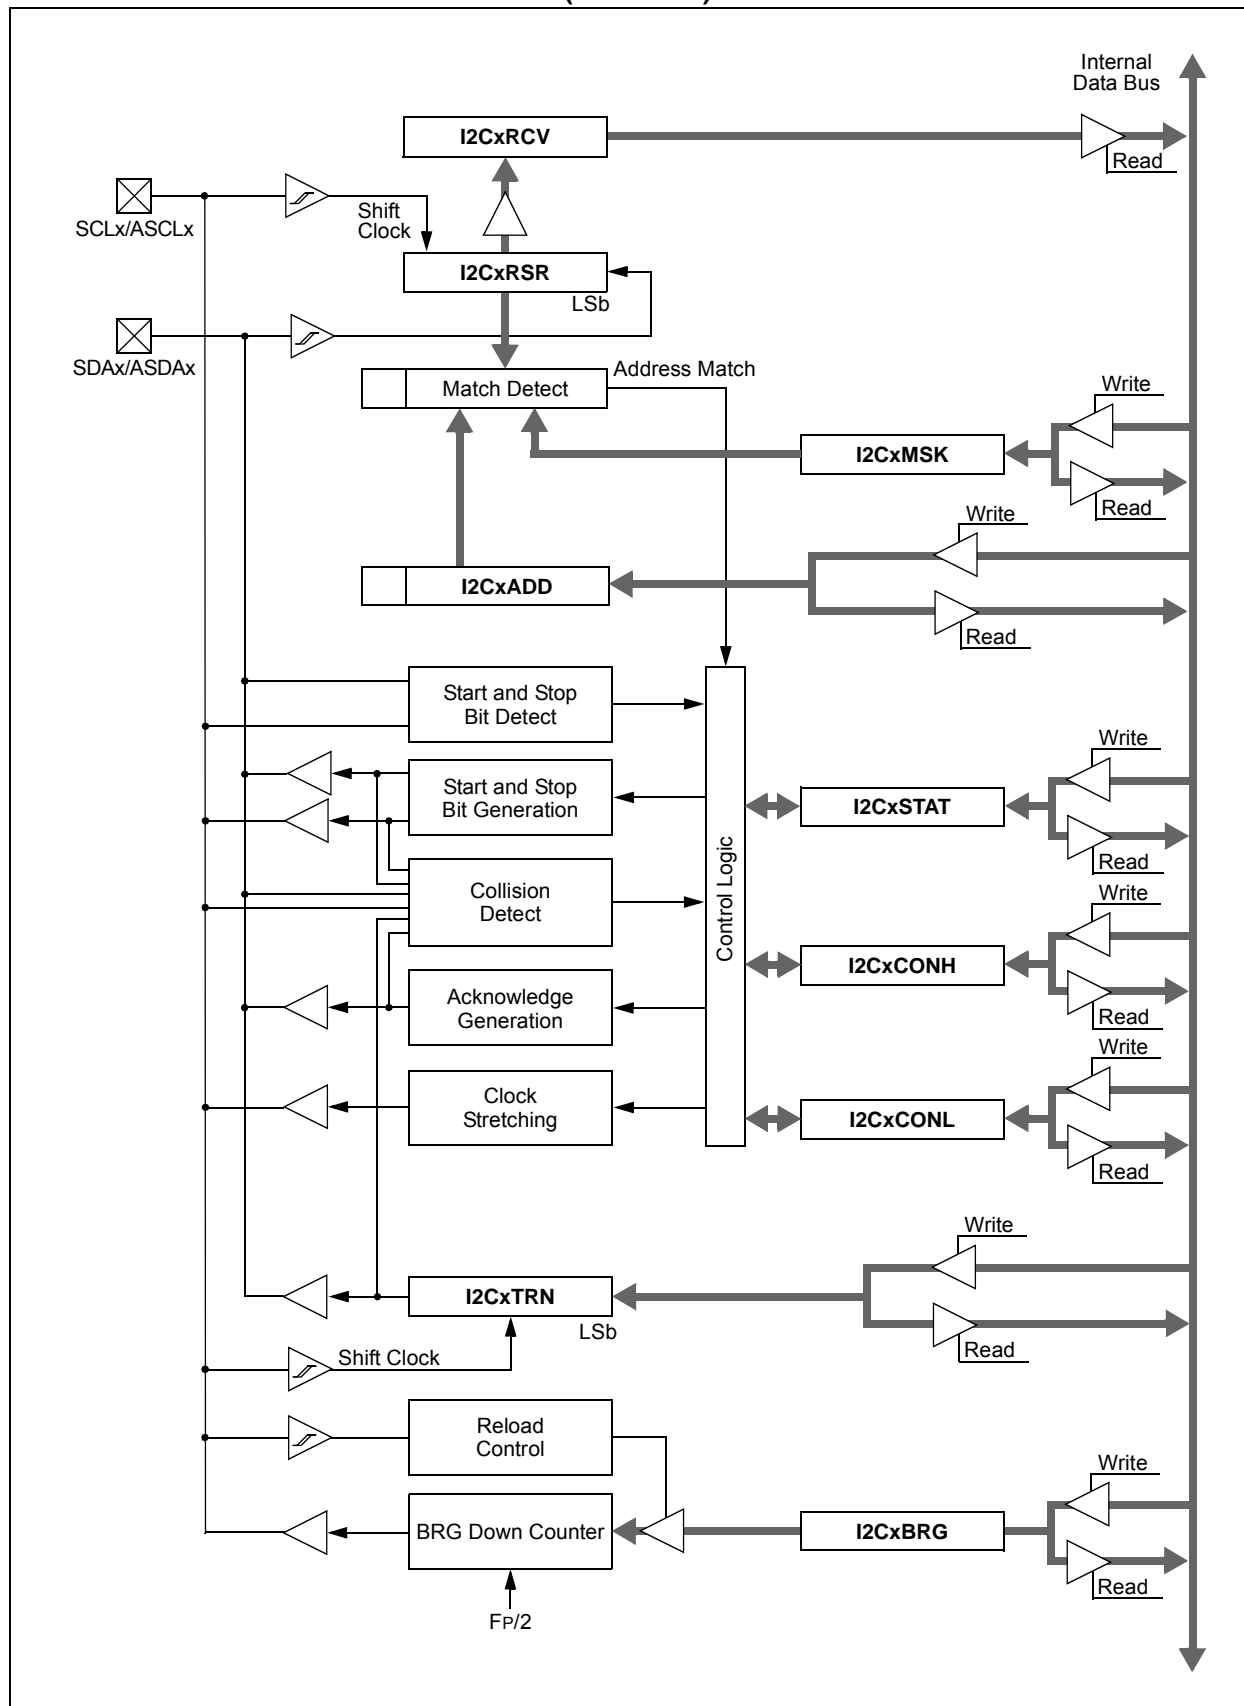 Internal
Data Bus
I2CxRCV
Read
SCLx/ASCLx
Shift
Clock
I2CxRSR
LSb
SDAx/ASDAx
Address Match
Match Detect
Write
I2CxMSK
Read
Write
I2CxADD
Read
Start and Stop
Bit Detect
Write
Start and Stop
Bit Generation
I2CxSTAT
Read
Control Logic
Collision
Detect
Write
I2CxCONH
Acknowledge
Generation
Read
Write
Clock
Stretching
I2CxCONL
Read
Write
I2CxTRN
LSb
Read
Shift Clock
Reload
Control
Write
BRG Down Counter
I2CxBRG
Read
FP/2